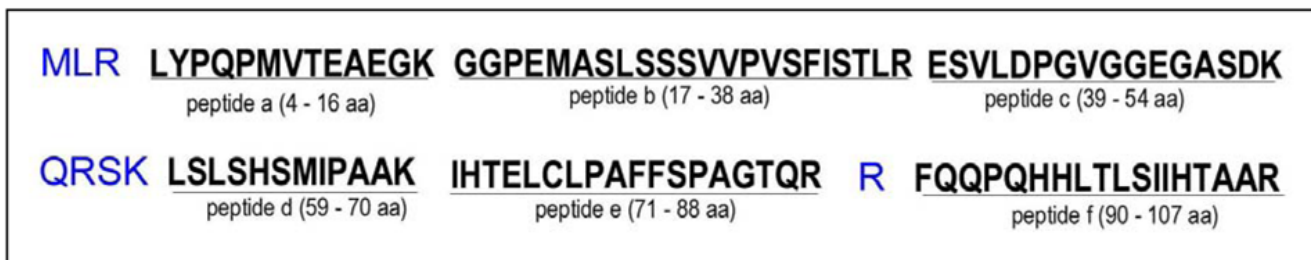 MLR LYPQPMVTEAEGK GGPEMASLSSSVVPVSFISTLR ESVLDPGVGGEGASDK
peptide a (4 - 16 aa) peptide b (17 - 38 aa) peptide c (39 - 54 aa)
QRSK LSLSHSMIPAAK IHTELCLPAFFSPAGTQR R FQQPQHHLTLSIIHTAAR
peptide d (59 - 70 aa) peptide e (71 - 88 aa) peptide f (90 - 107 aa)